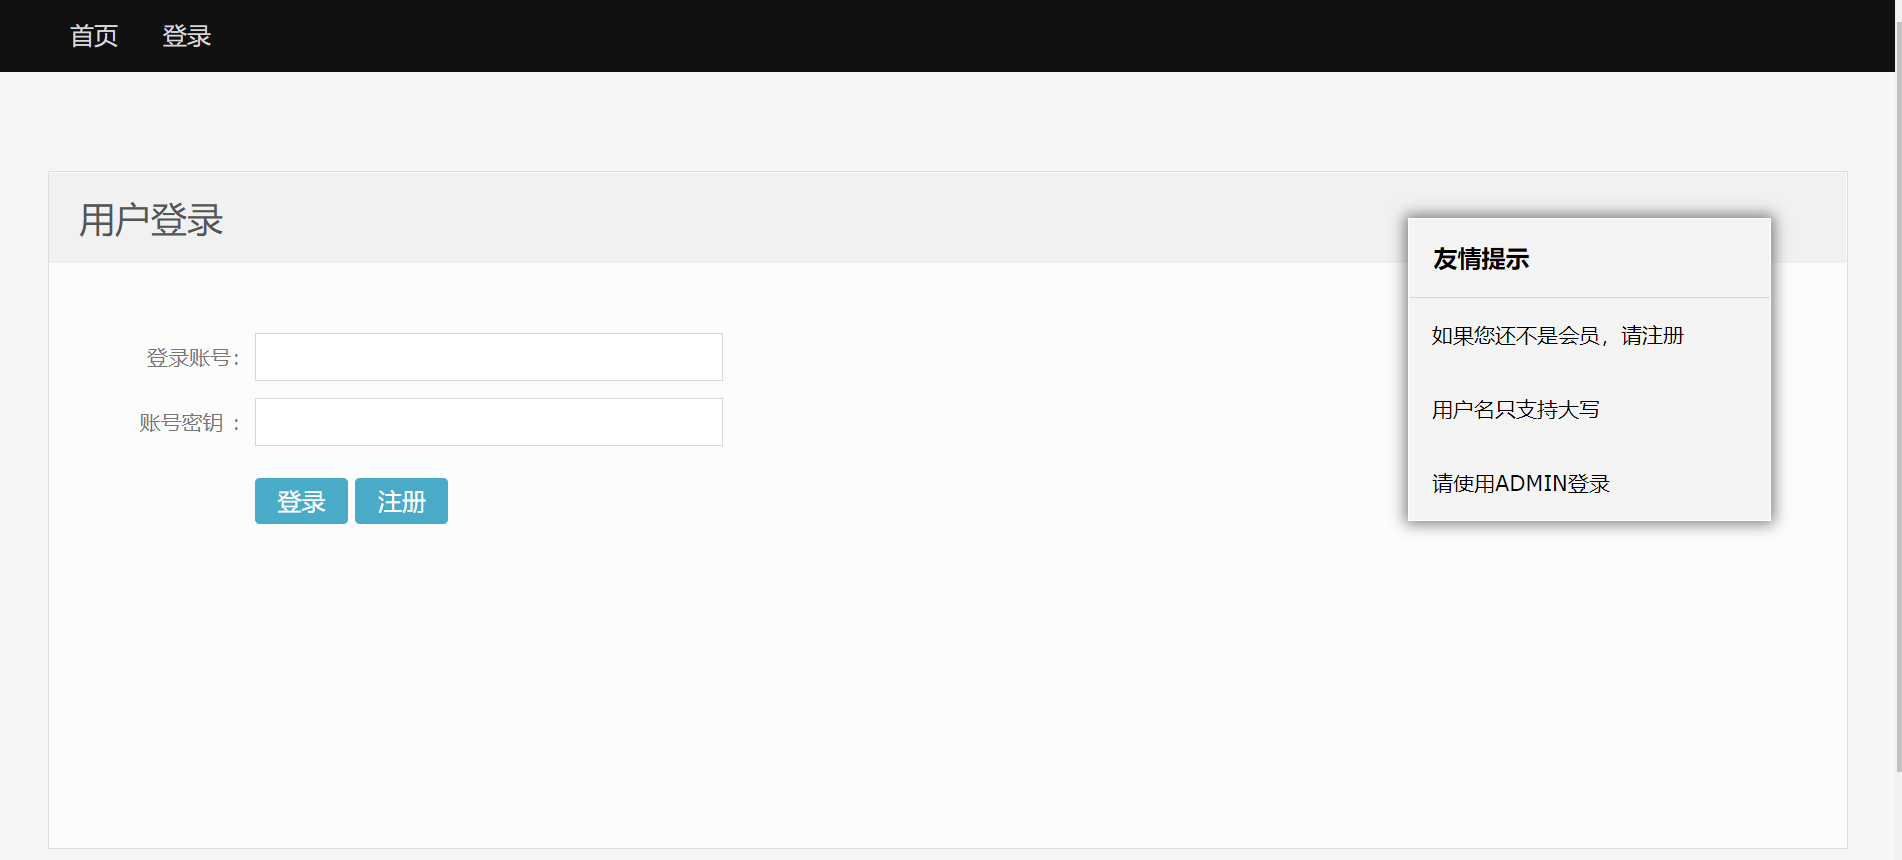 首页 登录
用户登录
友情提示
如果您还不是会员，请注册
用户名只支持大写
请使用ADMIN登录
登录账号：
账号密钥 ：
登录 注册